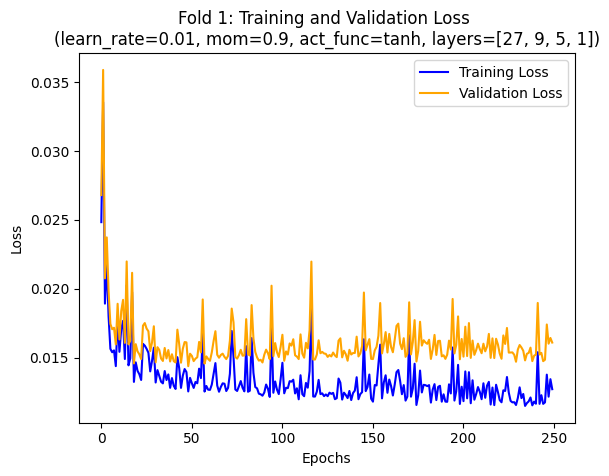 Fold 1: Training and Validation Loss
(learn_rate=0.01, mom=0.9, act_func=tanh, layers=[27, 9, 5, 1])
Training Loss
Validation Loss
0.035
0.030
0.025
0.020
0.015
Loss
0
50
100
150
200
250
Epochs